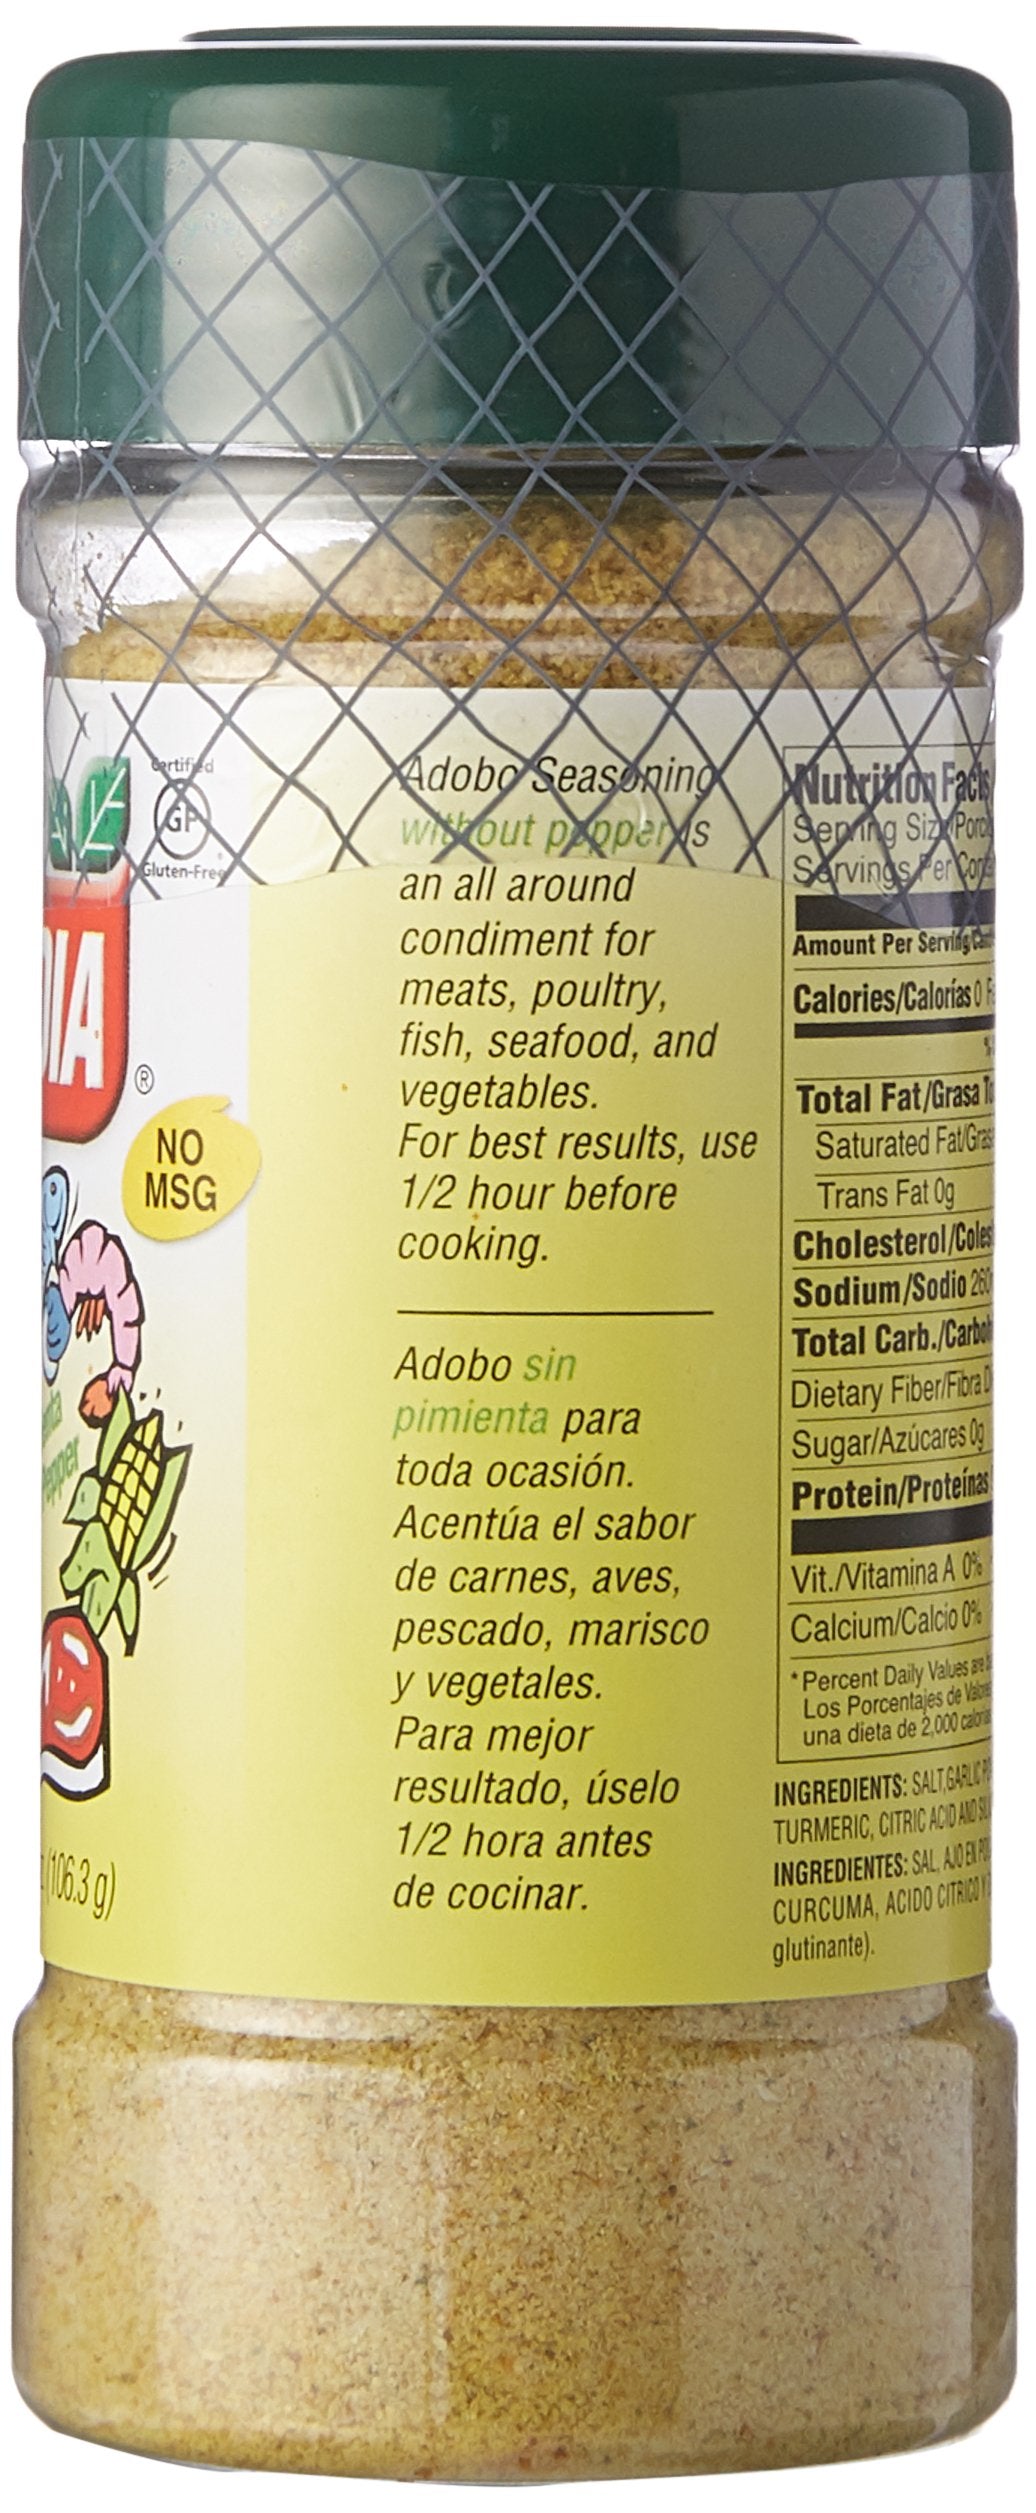 DIA
®
NO
MSG
Certified
GF
Gluten-Free
(106.3 g)
Adobo Seasoning
without pepper is
an all around
condiment for
meats, poultry,
fish, seafood, and
vegetables.
For best results, use
1/2 hour before
cooking.
Adobo sin
pimienta para
toda ocasión.
Acentúa el sabor
de carnes, aves,
pescado, marisco
y vegetales.
Para mejor
resultado, úselo
1/2 hora antes
de cocinar.
Nutrition Facts
Serving Size
Servings Per
Amount Per Serving
Calories/Calorías 0
Total Fat/Grasa
Saturated Fat
Trans Fat 0g
Cholesterol
Sodium/Sodio
Total Carb.
Dietary Fiber/Fibra
Sugar/Azúcares 0g
Protein/Proteínas
Vit./Vitamina A 0%
Calcium/Calcio 0%
*Percent Daily Values are
Los Porcentajes de
una dieta de 2,000
INGREDIENTS: SALT, GARLIC
TURMERIC, CITRIC ACID AND
INGREDIENTES: SAL, AJO EN
CURCUMA, ACIDO CITRICO Y
glutinante).